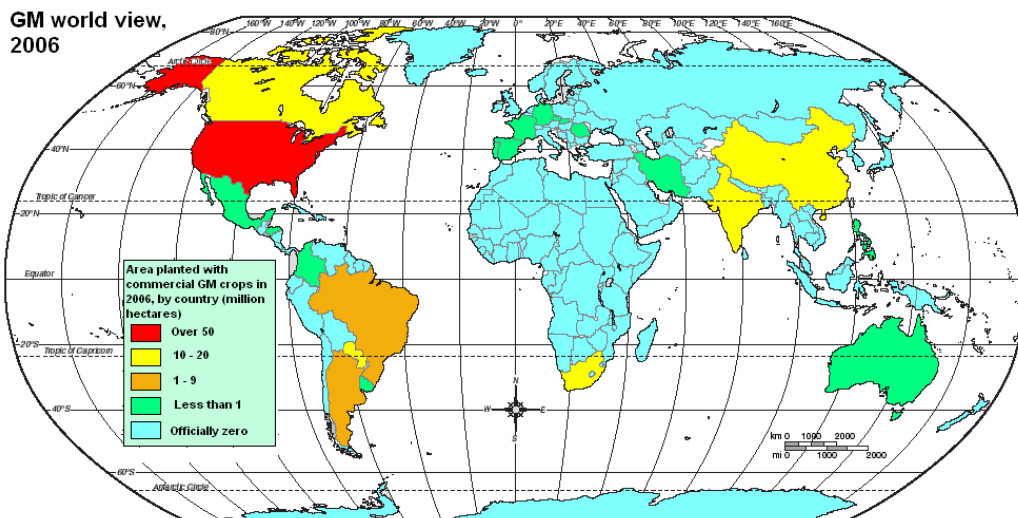 GM world view,
2006
160°W 140°W 120°W 100°W 80°W 60°W 40°W 20°W 0° 20°E 40°E 60°E 80°E 100°E 120°E 140°E 160°E
80°N
Arctic Circle
60°N
40°N
Tropic of Cancer
20°N
Equator
Area planted with
commercial GM crops in
2006, by country (million
hectares)
Over 50
10 - 20
1 - 9
Less than 1
Officially zero
20°S
Tropic of Capricorn
N
W E
S
40°S
km 0 1000 2000
mi 0 1000 2000
60°S
Antarctic Circle